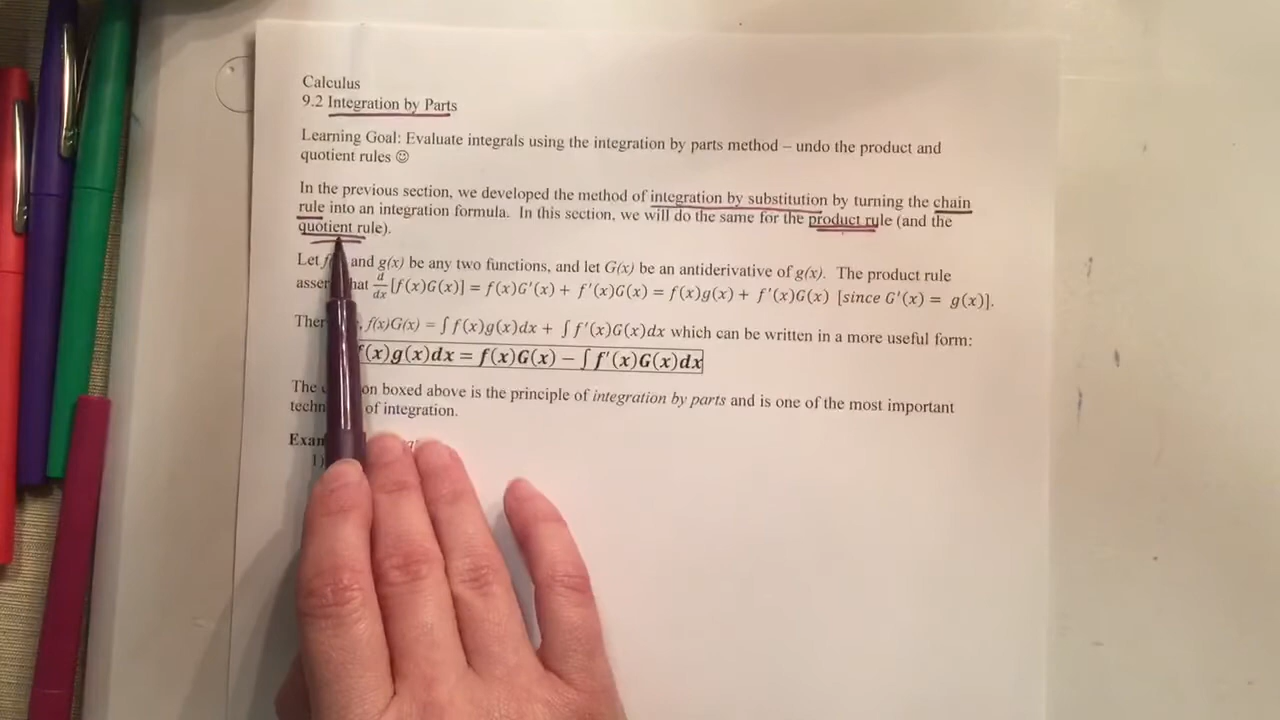 Calculus
9.2 Integration by Parts
Learning Goal: Evaluate integrals using the integration by parts method – undo the product and
quotient rules ☺
In the previous section, we developed the method of integration by substitution by turning the chain
rule into an integration formula. In this section, we will do the same for the product rule (and the
quotient rule).
Let and g(x) be any two functions, and let G(x) be an antiderivative of g(x). The product rule
d/dx [f(x)G(x)] = f(x)G'(x) + f'(x)G(x) = f(x)g(x) + f'(x)G(x) [since G'(x) = g(x)].
f(x)G(x) = ∫ f(x)g(x)dx + ∫ f'(x)G(x)dx which can be written in a more useful form:
f(x)g(x)dx = f(x)G(x) − ∫ f'(x)G(x)dx
The boxed above is the principle of integration by parts and is one of the most important
of integration.
1)